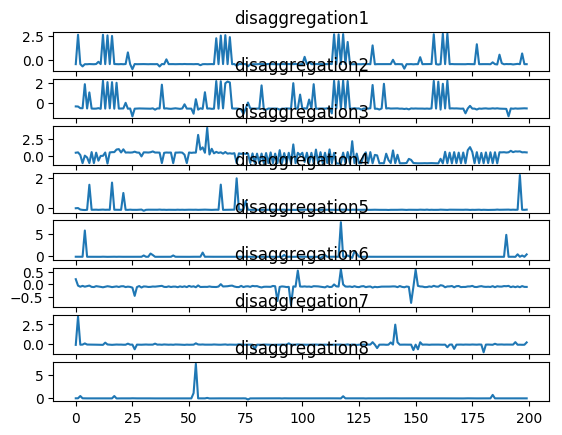 disaggregation1
2.5
0.0
disaggregation2
2
0
disaggregation3
2.5
0.0
disaggregation4
2
0
disaggregation5
5
0
disaggregation6
0.5
0.0
−0.5
disaggregation7
2.5
0.0
disaggregation8
5
0
0 25 50 75 100 125 150 175 200